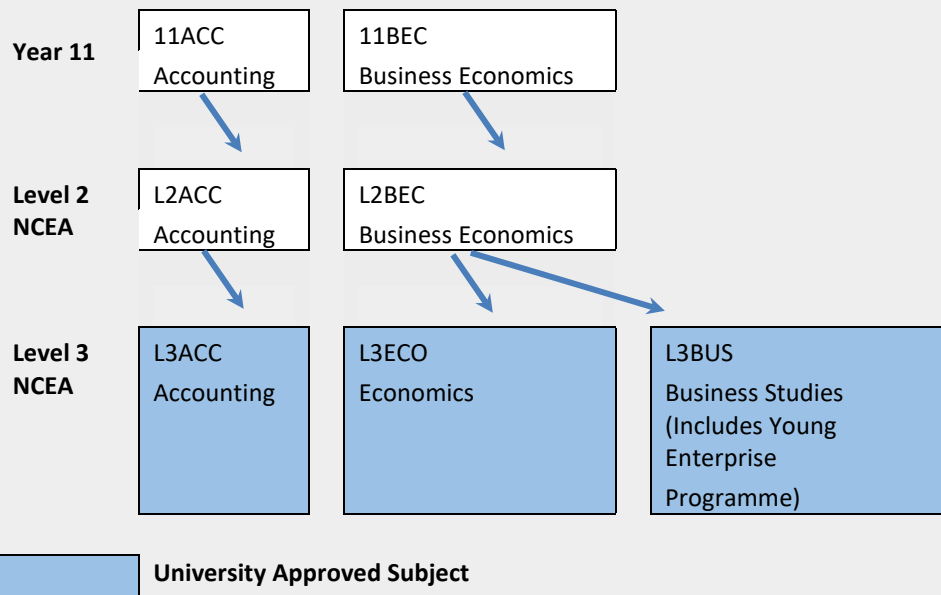 Year 11
11ACC
Accounting
11BEC
Business Economics
Level 2
NCEA
L2ACC
Accounting
L2BEC
Business Economics
Level 3
NCEA
L3ACC
Accounting
L3ECO
Economics
L3BUS
Business Studies
(Includes Young
Enterprise
Programme)
University Approved Subject